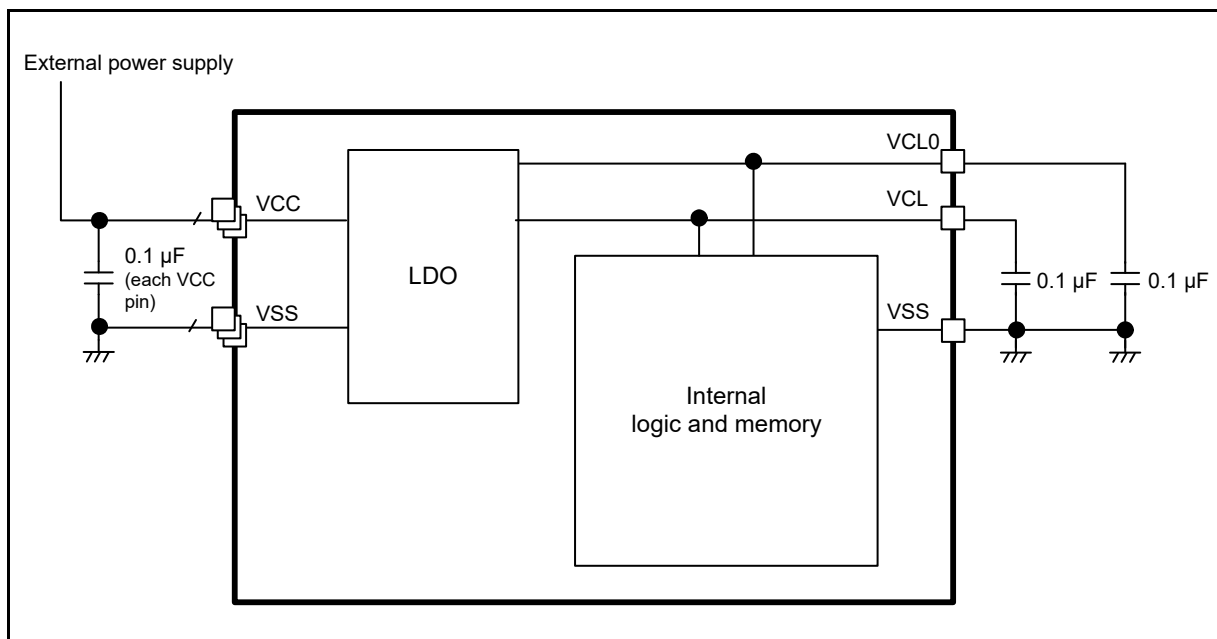 External power supply
VCL0
VCC
VCL
0.1 µF
(each VCC
pin)
LDO
0.1 µF
0.1 µF
VSS
VSS
Internal
logic and memory